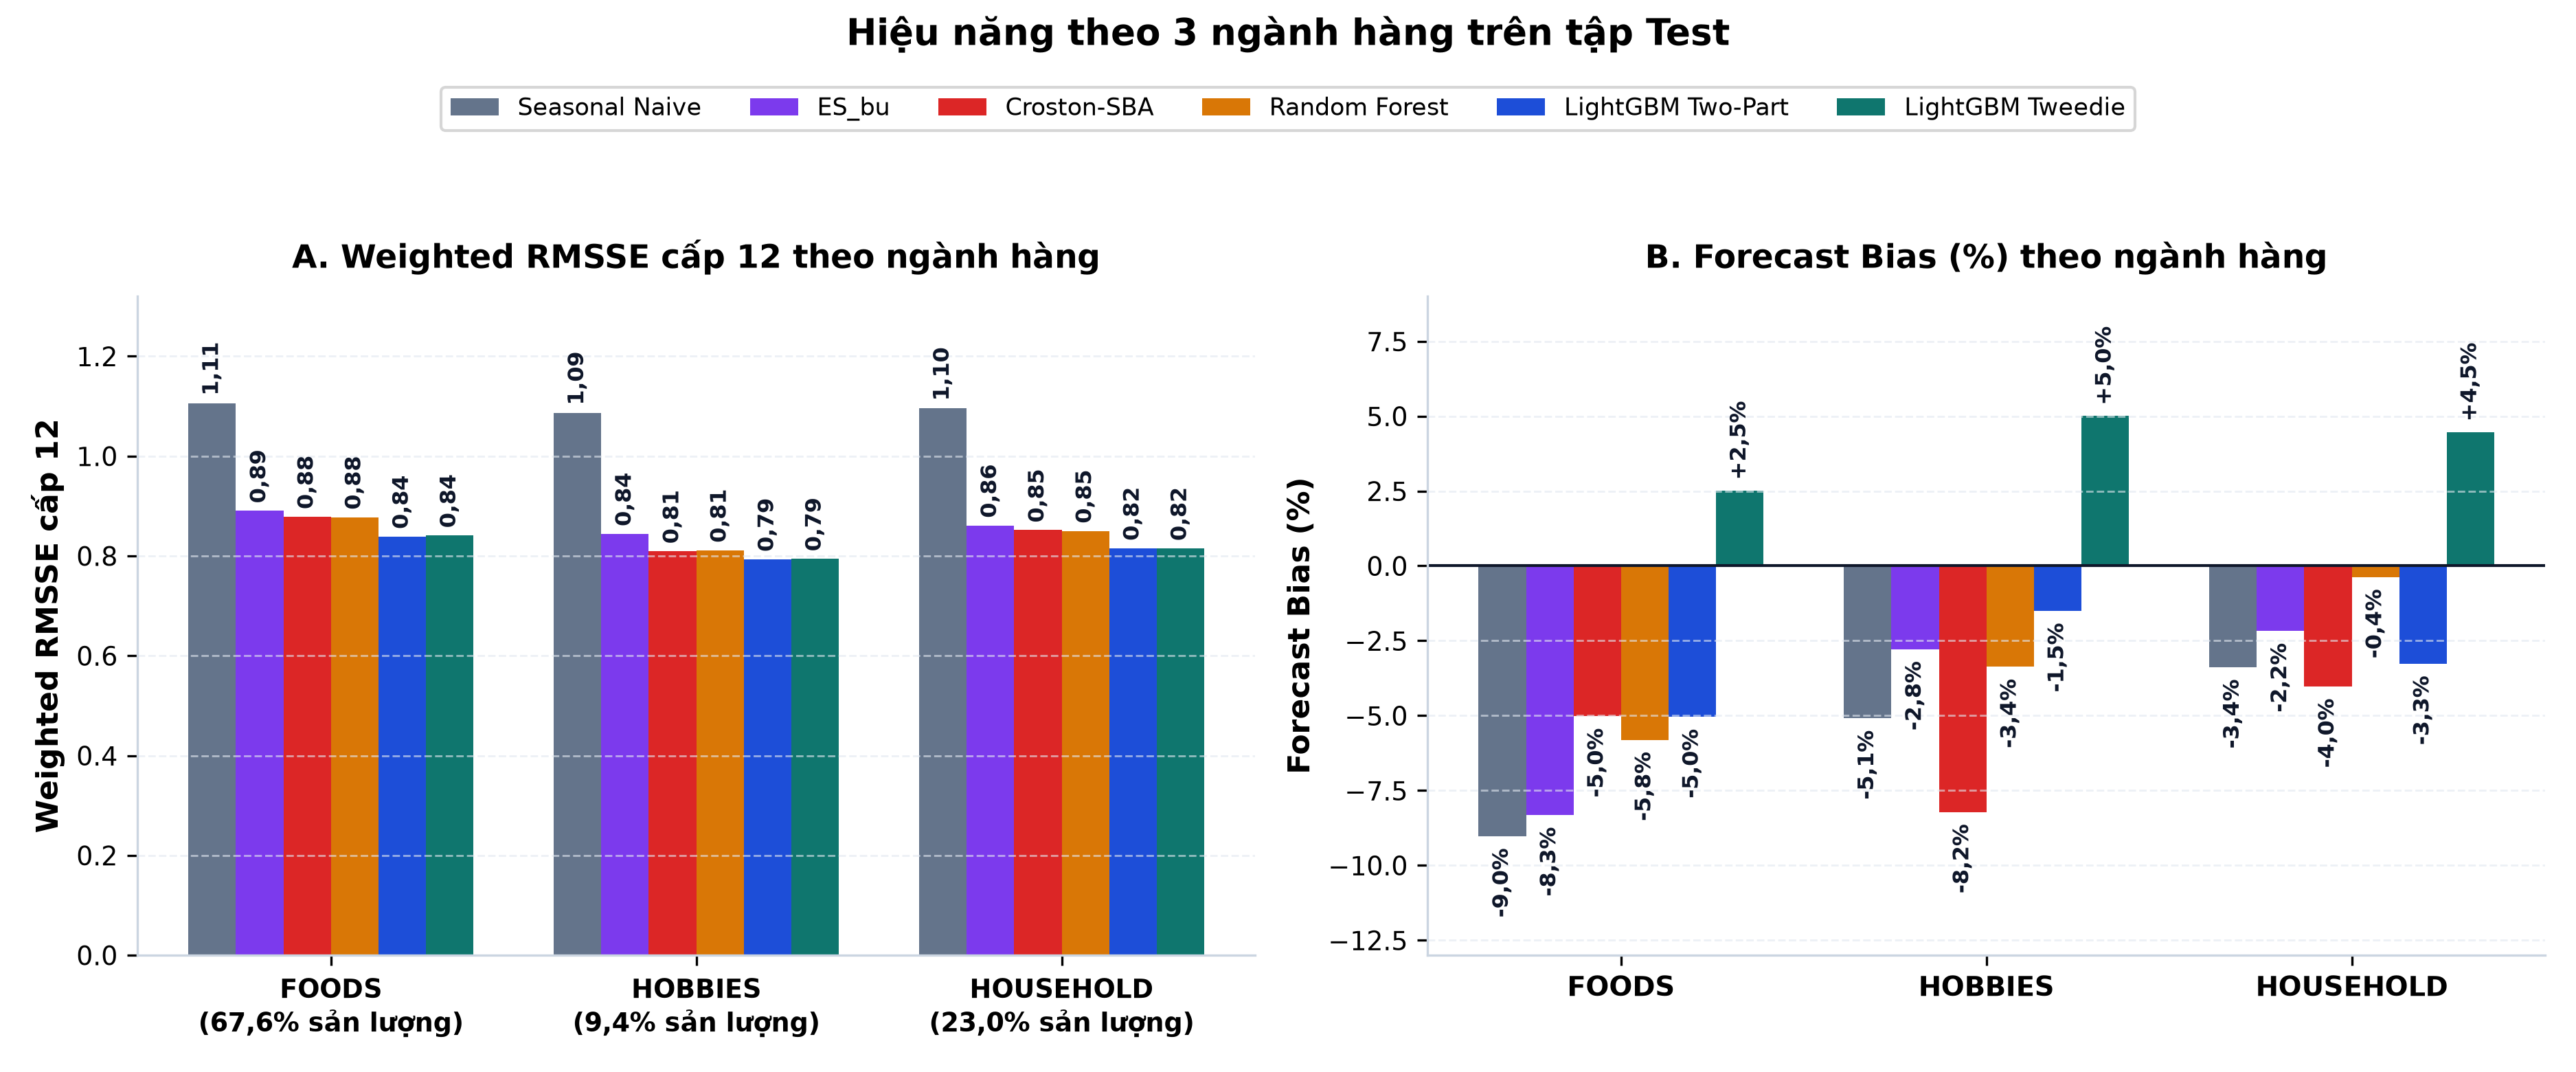 Hiệu năng theo 3 ngành hàng trên tập Test
Seasonal Naive
ES_bu
Croston-SBA
Random Forest
LightGBM Two-Part
LightGBM Tweedie
A. Weighted RMSSE cấp 12 theo ngành hàng
Weighted RMSSE cấp 12
1.2
1.0
0.8
0.6
0.4
0.2
0.0
1,11
0,89
0,88
0,88
0,84
0,84
1,09
0,84
0,81
0,81
0,79
0,79
1,10
0,86
0,85
0,85
0,82
0,82
FOODS
(67,6% sản lượng)
HOBBIES
(9,4% sản lượng)
HOUSEHOLD
(23,0% sản lượng)
B. Forecast Bias (%) theo ngành hàng
Forecast Bias (%)
7.5
5.0
2.5
0.0
−2.5
−5.0
−7.5
−10.0
−12.5
-9,0%
-8,3%
-5,0%
-5,8%
-5,0%
+2,5%
-5,1%
-2,8%
-8,2%
-3,4%
-1,5%
+5,0%
-3,4%
-2,2%
-4,0%
-0,4%
-3,3%
+4,5%
FOODS
HOBBIES
HOUSEHOLD